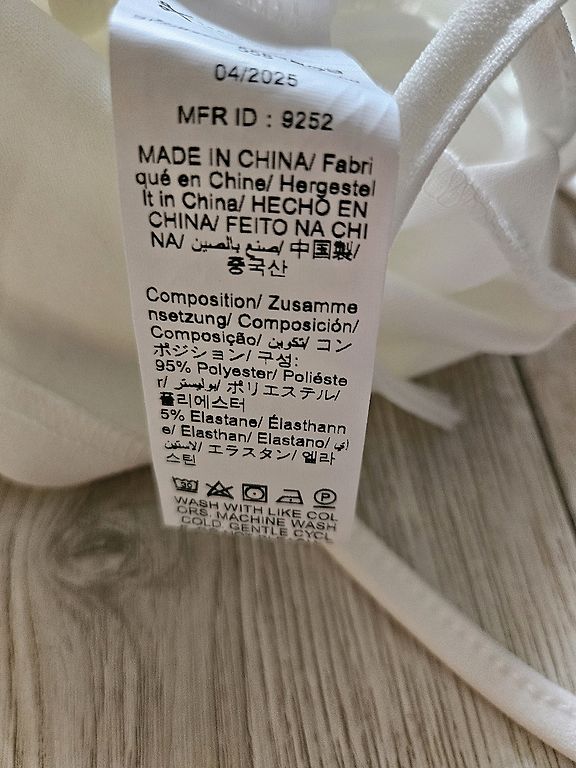 04/2025
MFR ID : 9252
MADE IN CHINA/ Fabri
qué en Chine/ Hergestel
lt in China/ HECHO EN
CHINA/ FEITO NA CHI
NA/ صنع بالصين/ 中国製/
중국산
Composition/ Zusamme
nsetzung/ Composición/
Composição/ تكوين/ コン
ポジション/ 구성:
95% Polyester/ Poliéste
r/ بوليستر/ ポリエステル/
폴리에스터
5% Elastane/ Élasthann
e/ Elasthan/ Elastano/ اي
لاستين/ エラスタン/ 엘라
스틴
WASH WITH LIKE COL
ORS. MACHINE WASH
COLD, GENTLE CYCL